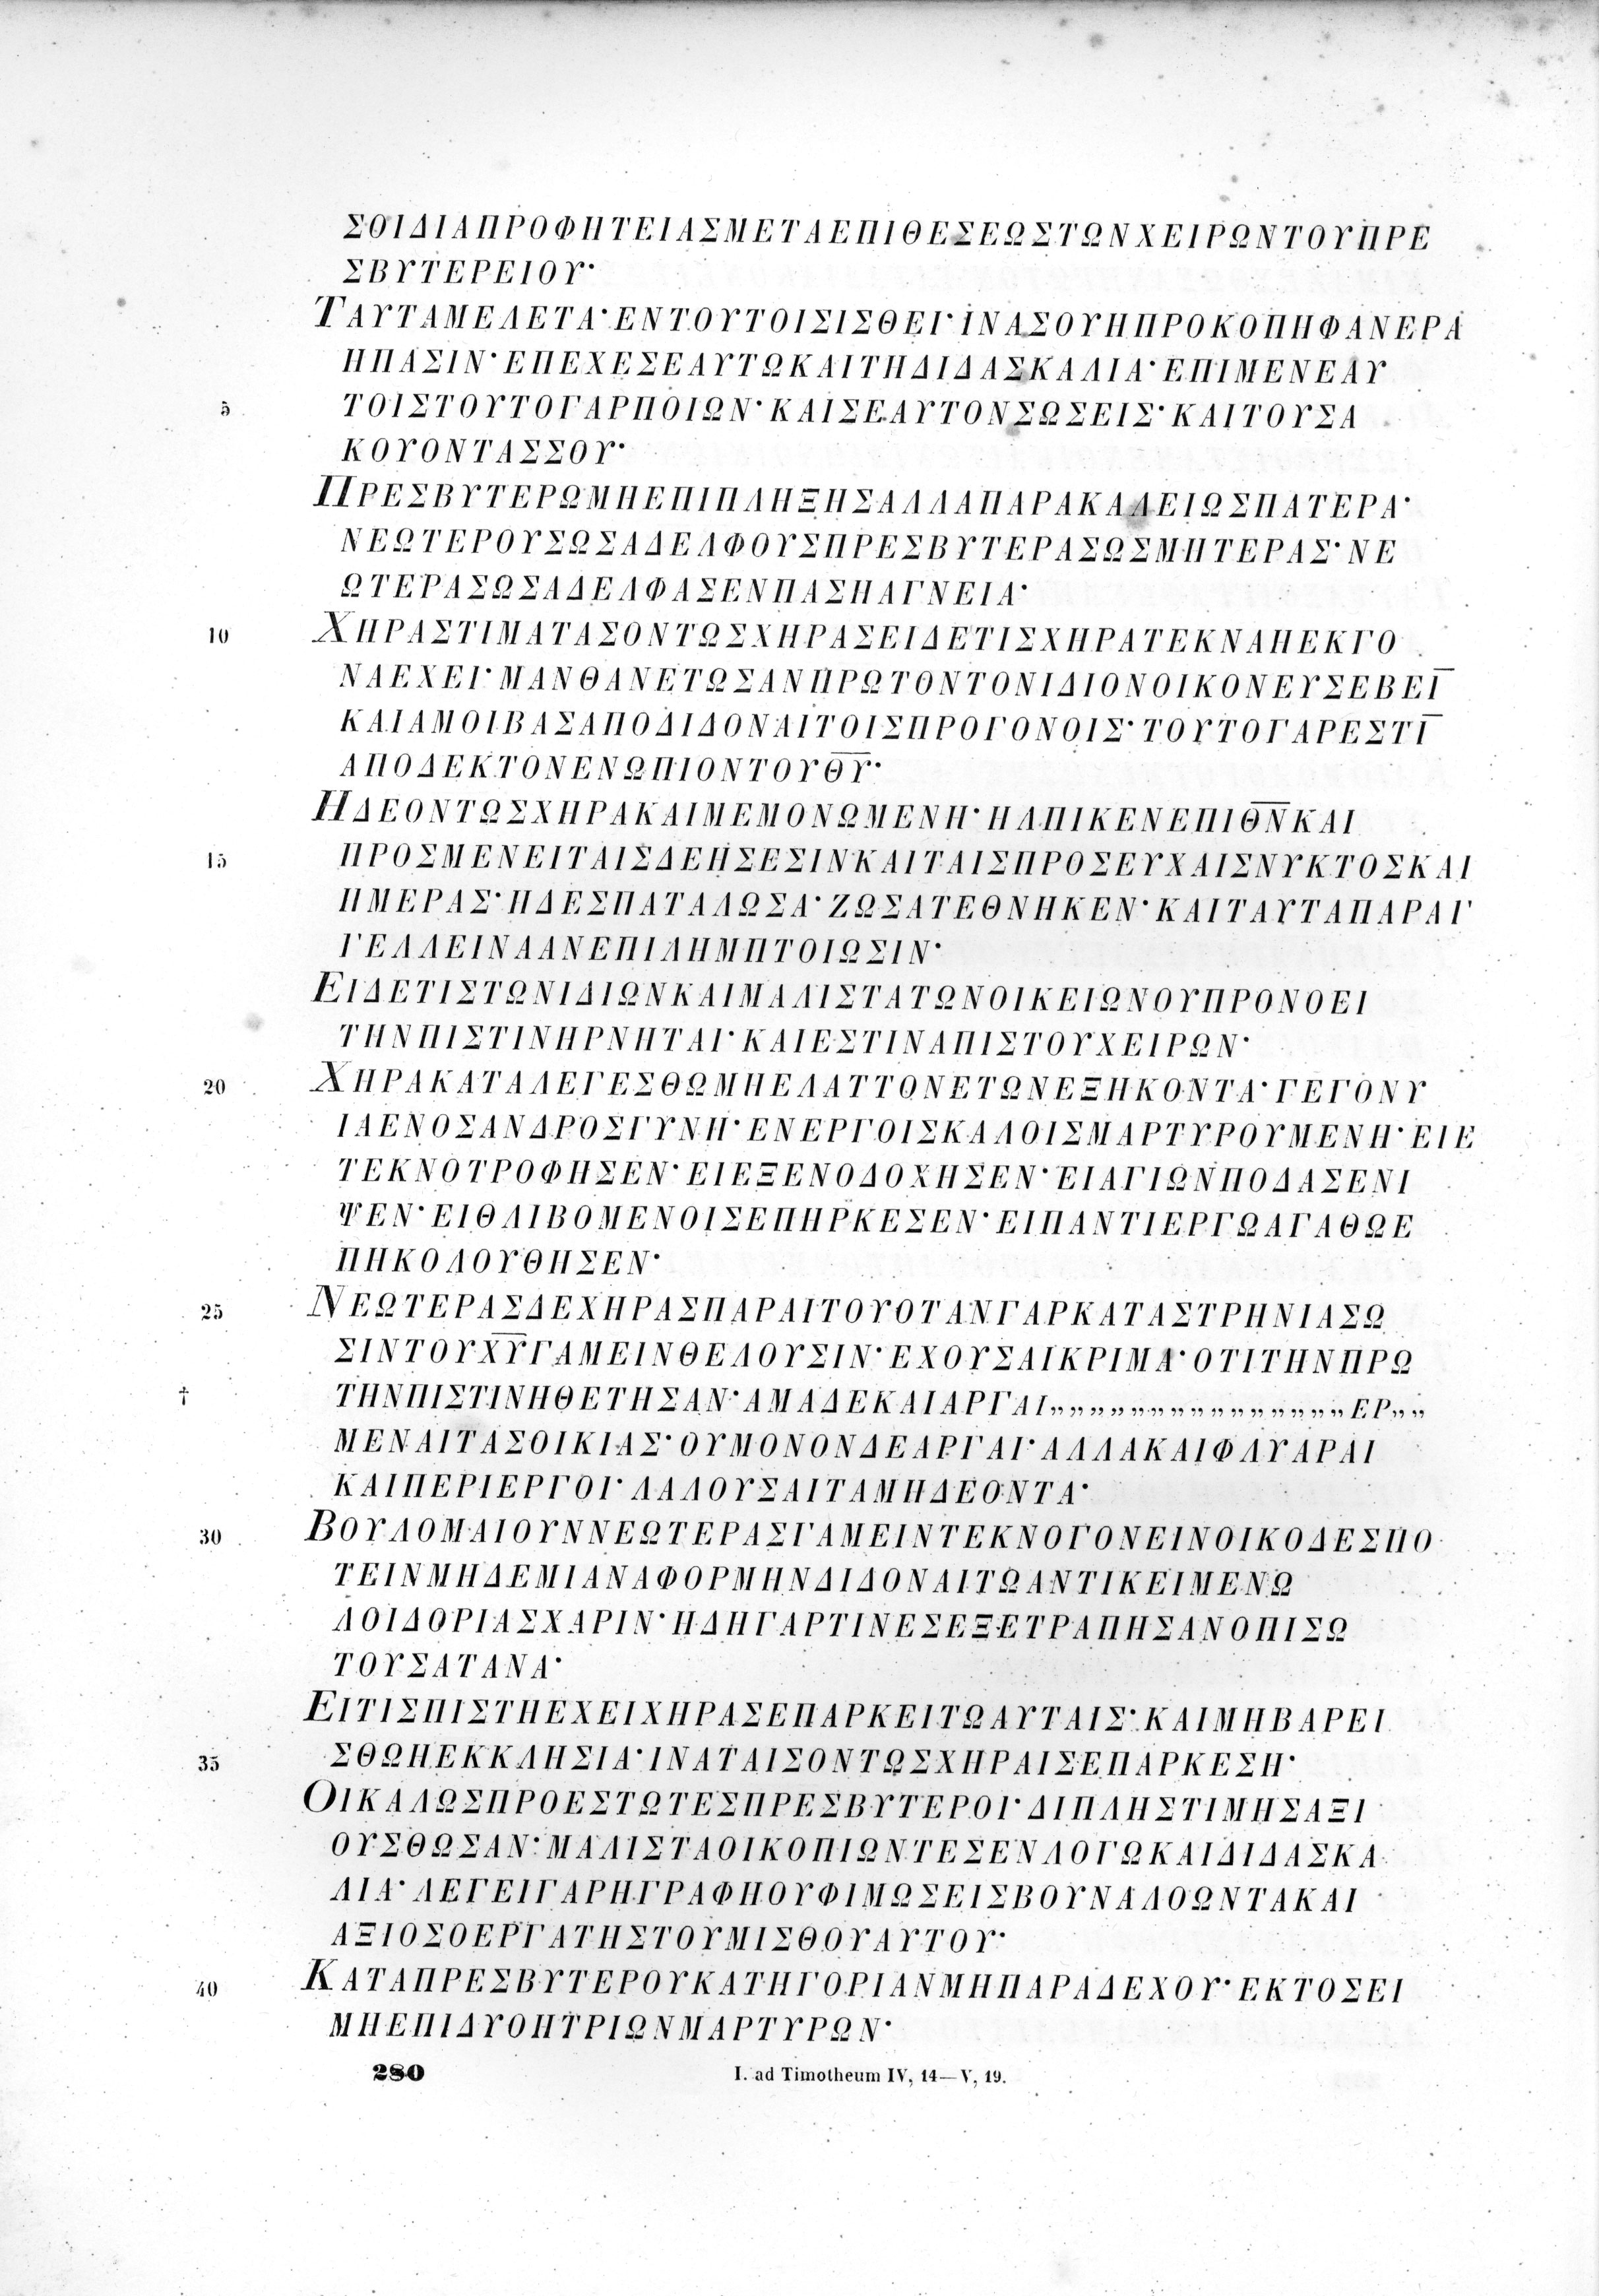 ΣΟΙΔΙΑΠΡΟΦΗΤΕΙΑΣΜΕΤΑΕΠΙΘΕΣΕΩΣΤΩΝΧΕΙΡΩΝΤΟΥΠΡΕ
ΣΒΥΤΕΡΕΙΟΥ·
ΤΑΥΤΑΜΕΛΕΤΑ·ΕΝΤΟΥΤΟΙΣΙΣΘΕΙ·ΪΝΑΣΟΥΗΠΡΟΚΟΠΗΦΑΝΕΡΑ
ΗΠΑΣΙΝ·ΕΠΕΧΕΣΕΑΥΤΩΚΑΙΤΗΔΙΔΑΣΚΑΛΙΑ·ΕΠΙΜΕΝΕΑΥ
5 ΤΟΙΣΤΟΥΤΟΓΑΡΠΟΙΩΝ·ΚΑΙΣΕΑΥΤΟΝΣΩΣΕΙΣ·ΚΑΙΤΟΥΣΑ
ΚΟΥΟΝΤΑΣΣΟΥ·
ΠΡΕΣΒΥΤΕΡΩΜΗΕΠΙΠΛΗΞΗΣΑΛΛΑΠΑΡΑΚΑΛΕΙΩΣΠΑΤΕΡΑ·
ΝΕΩΤΕΡΟΥΣΩΣΑΔΕΛΦΟΥΣΠΡΕΣΒΥΤΕΡΑΣΩΣΜΗΤΕΡΑΣ·ΝΕ
ΩΤΕΡΑΣΩΣΑΔΕΛΦΑΣΕΝΠΑΣΗΑΓΝΕΙΑ·
10 ΧΗΡΑΣΤΙΜΑΤΑΣΟΝΤΩΣΧΗΡΑΣΕΙΔΕΤΙΣΧΗΡΑΤΕΚΝΑΗΕΚΓΟ
ΝΑΕΧΕΙ·ΜΑΝΘΑΝΕΤΩΣΑΝΠΡΩΤΟΝΤΟΝΙΔΙΟΝΟΙΚΟΝΕΥΣΕΒΕΙ̅
ΚΑΙΑΜΟΙΒΑΣΑΠΟΔΙΔΟΝΑΙΤΟΙΣΠΡΟΓΟΝΟΙΣ·ΤΟΥΤΟΓΑΡΕΣΤΙ̅
ΑΠΟΔΕΚΤΟΝΕΝΩΠΙΟΝΤΟΥΘ̅Υ̅·
ΗΔΕΟΝΤΩΣΧΗΡΑΚΑΙΜΕΜΟΝΩΜΕΝΗ·ΗΛΠΙΚΕΝΕΠΙΘ̅Ν̅ΚΑΙ
15 ΠΡΟΣΜΕΝΕΙΤΑΙΣΔΕΗΣΕΣΙΝΚΑΙΤΑΙΣΠΡΟΣΕΥΧΑΙΣΝΥΚΤΟΣΚΑΙ
ΗΜΕΡΑΣ·ΗΔΕΣΠΑΤΑΛΩΣΑ·ΖΩΣΑΤΕΘΝΗΚΕΝ·ΚΑΙΤΑΥΤΑΠΑΡΑΓ
ΓΕΛΛΕΙΝΑΑΝΕΠΙΛΗΜΠΤΟΙΩΣΙΝ·
ΕΙΔΕΤΙΣΤΩΝΙΔΙΩΝΚΑΙΜΑΛΙΣΤΑΤΩΝΟΙΚΕΙΩΝΟΥΠΡΟΝΟΕΙ
ΤΗΝΠΙΣΤΙΝΗΡΝΗΤΑΙ·ΚΑΙΕΣΤΙΝΑΠΙΣΤΟΥΧΕΙΡΩΝ·
20 ΧΗΡΑΚΑΤΑΛΕΓΕΣΘΩΜΗΕΛΑΤΤΟΝΕΤΩΝΕΞΗΚΟΝΤΑ·ΓΕΓΟΝΥ
ΙΑΕΝΟΣΑΝΔΡΟΣΓΥΝΗ·ΕΝΕΡΓΟΙΣΚΑΛΟΙΣΜΑΡΤΥΡΟΥΜΕΝΗ·ΕΙΕ
ΤΕΚΝΟΤΡΟΦΗΣΕΝ·ΕΙΕΞΕΝΟΔΟΧΗΣΕΝ·ΕΙΑΓΙΩΝΠΟΔΑΣΕΝΙ
ΨΕΝ·ΕΙΘΛΙΒΟΜΕΝΟΙΣΕΠΗΡΚΕΣΕΝ·ΕΙΠΑΝΤΙΕΡΓΩΑΓΑΘΩΕ
ΠΗΚΟΛΟΥΘΗΣΕΝ·
25 ΝΕΩΤΕΡΑΣΔΕΧΗΡΑΣΠΑΡΑΙΤΟΥΟΤΑΝΓΑΡΚΑΤΑΣΤΡΗΝΙΑΣΩ
ΣΙΝΤΟΥΧ̅Υ̅ΓΑΜΕΙΝΘΕΛΟΥΣΙΝ·ΕΧΟΥΣΑΙΚΡΙΜΑ·ΟΤΙΤΗΝΠΡΩ
† ΤΗΝΠΙΣΤΙΝΗΘΕΤΗΣΑΝ·ΑΜΑΔΕΚΑΙΑΡΓΑΙ„„„„„„„„„„„„„„„ΕΡ„„
ΜΕΝΑΙΤΑΣΟΙΚΙΑΣ·ΟΥΜΟΝΟΝΔΕΑΡΓΑΙ·ΑΛΛΑΚΑΙΦΛΥΑΡΑΙ
ΚΑΙΠΕΡΙΕΡΓΟΙ·ΛΑΛΟΥΣΑΙΤΑΜΗΔΕΟΝΤΑ·
30 ΒΟΥΛΟΜΑΙΟΥΝΝΕΩΤΕΡΑΣΓΑΜΕΙΝΤΕΚΝΟΓΟΝΕΙΝΟΙΚΟΔΕΣΠΟ
ΤΕΙΝΜΗΔΕΜΙΑΝΑΦΟΡΜΗΝΔΙΔΟΝΑΙΤΩΑΝΤΙΚΕΙΜΕΝΩ
ΛΟΙΔΟΡΙΑΣΧΑΡΙΝ·ΗΔΗΓΑΡΤΙΝΕΣΕΞΕΤΡΑΠΗΣΑΝΟΠΙΣΩ
ΤΟΥΣΑΤΑΝΑ·
ΕΙΤΙΣΠΙΣΤΗΕΧΕΙΧΗΡΑΣΕΠΑΡΚΕΙΤΩΑΥΤΑΙΣ·ΚΑΙΜΗΒΑΡΕΙ
35 ΣΘΩΗΕΚΚΛΗΣΙΑ·ΙΝΑΤΑΙΣΟΝΤΩΣΧΗΡΑΙΣΕΠΑΡΚΕΣΗ·
ΟΙΚΑΛΩΣΠΡΟΕΣΤΩΤΕΣΠΡΕΣΒΥΤΕΡΟΙ·ΔΙΠΛΗΣΤΙΜΗΣΑΞΙ
ΟΥΣΘΩΣΑΝ·ΜΑΛΙΣΤΑΟΙΚΟΠΙΩΝΤΕΣΕΝΛΟΓΩΚΑΙΔΙΔΑΣΚΑ
ΛΙΑ·ΛΕΓΕΙΓΑΡΗΓΡΑΦΗΟΥΦΙΜΩΣΕΙΣΒΟΥΝΑΛΟΩΝΤΑΚΑΙ
ΑΞΙΟΣΟΕΡΓΑΤΗΣΤΟΥΜΙΣΘΟΥΑΥΤΟΥ·
40 ΚΑΤΑΠΡΕΣΒΥΤΕΡΟΥΚΑΤΗΓΟΡΙΑΝΜΗΠΑΡΑΔΕΧΟΥ·ΕΚΤΟΣΕΙ
ΜΗΕΠΙΔΥΟΗΤΡΙΩΝΜΑΡΤΥΡΩΝ·
280 I. ad Timotheum IV, 14—V, 19.